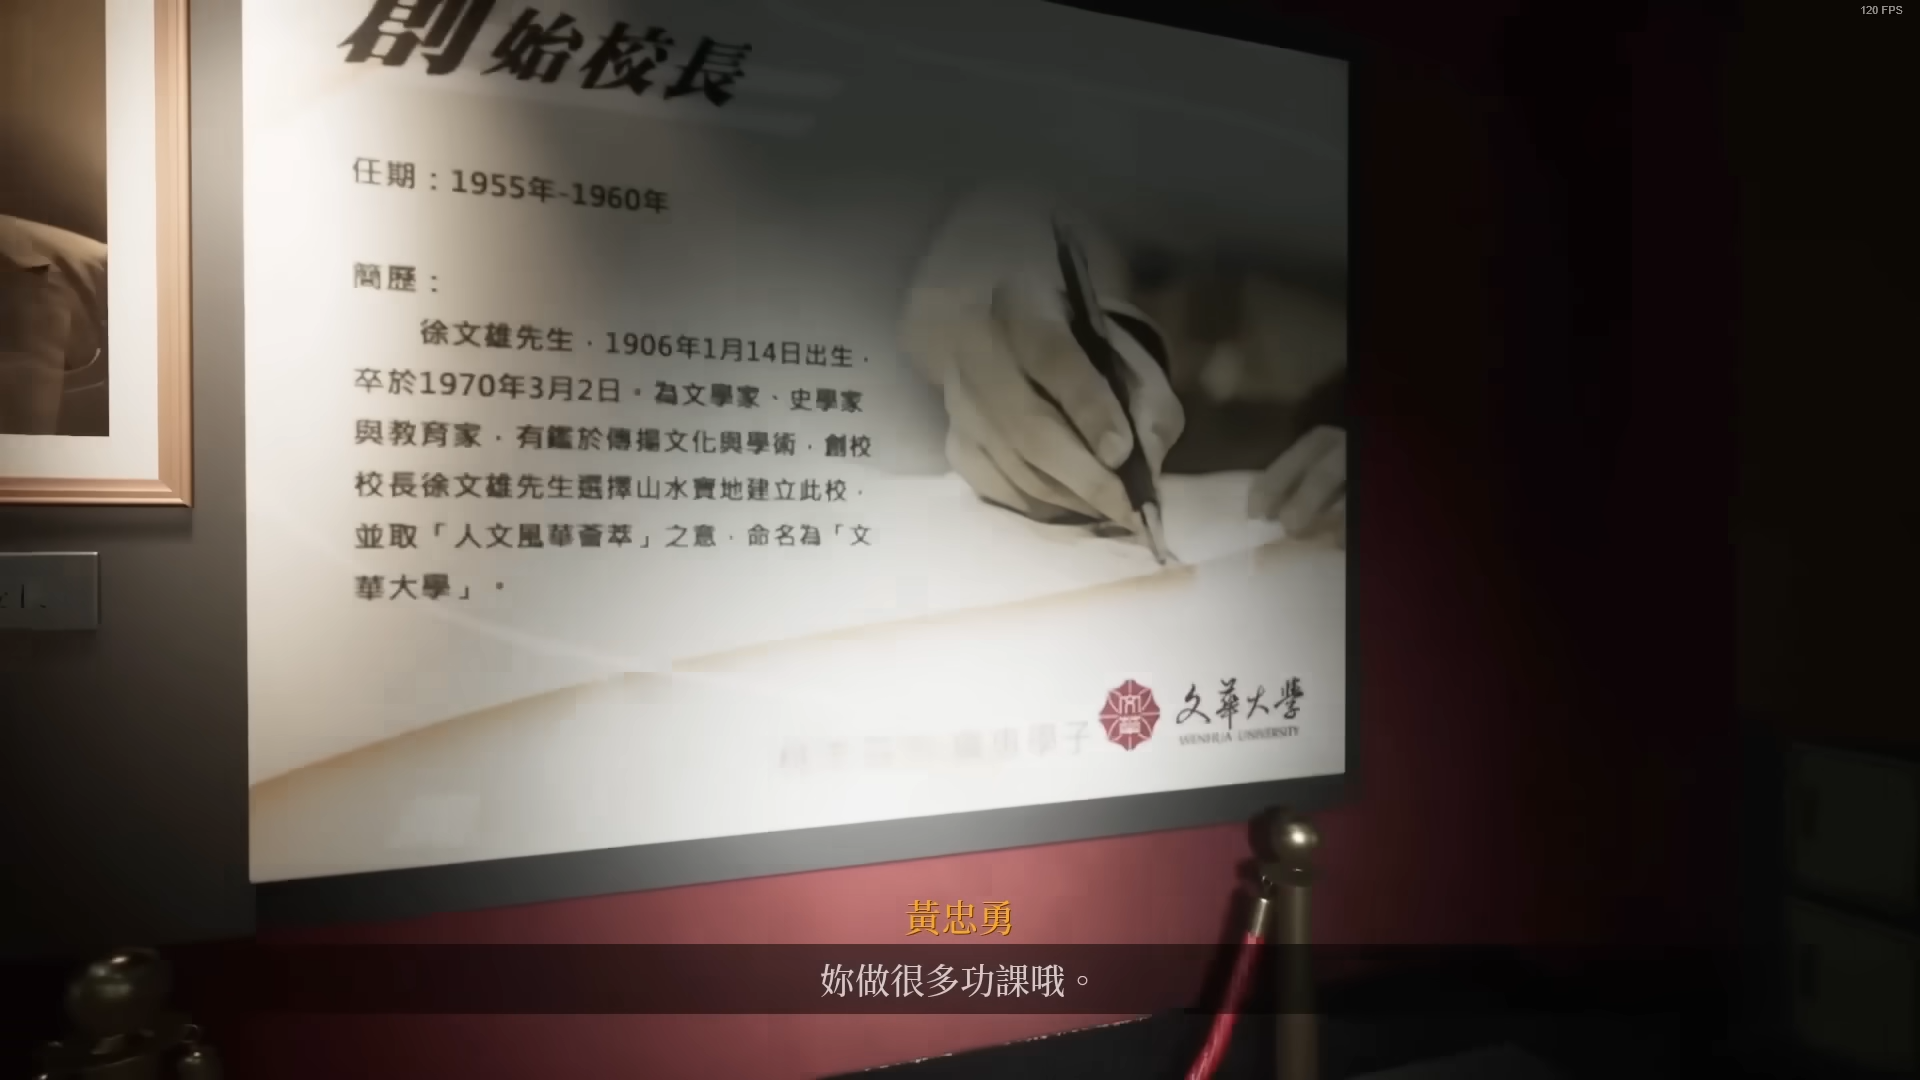 120 FPS
創始校長
任期：1955年-1960年
簡歷：
徐文雄先生，1906年1月14日出生，
卒於1970年3月2日。為文學家、史學家
與教育家，有鑑於傳揚文化與學術，創校
校長徐文雄先生選擇山水寶地建立此校，
並取「人文風華薈萃」之意，命名為「文
華大學」。
文華大學
WENHUA UNIVERSITY
黃忠勇
妳做很多功課哦。